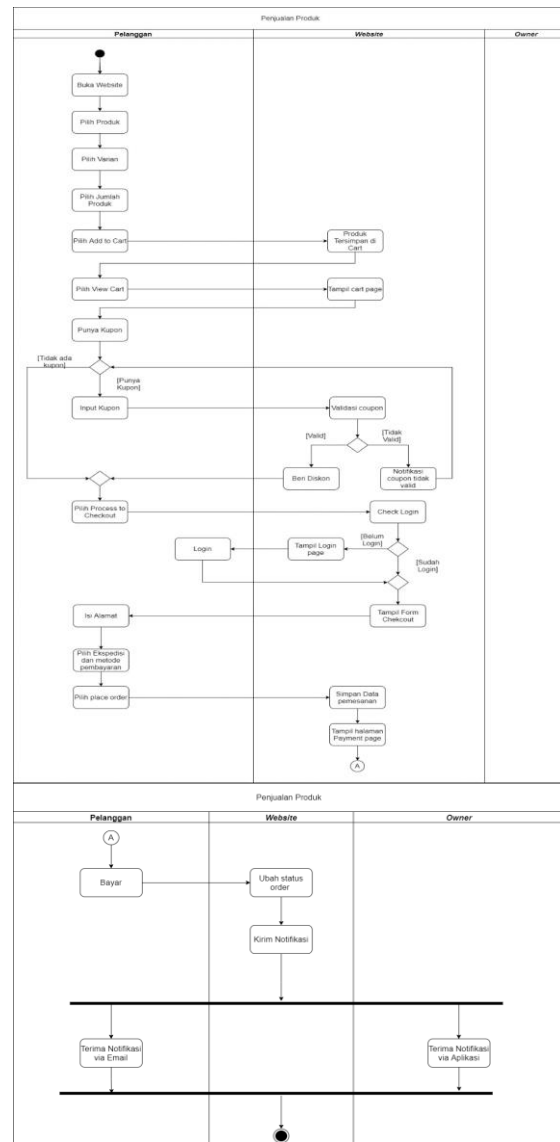 Penjualan Produk
Pelanggan
Website
Owner
Buka Website
Pilih Produk
Pilih Varian
Pilih Jumlah
Produk
Pilih Add to Cart
Produk
Tersimpan di
Cart
Pilih View Cart
Tampil cart page
Punya Kupon
[Tidak ada
kupon]
[Punya
Kupon]
Input Kupon
Validasi coupon
[Valid]
[Tidak
Valid]
Beri Diskon
Notifikasi
coupon tidak
valid
Pilih Process to
Checkout
Check Login
[Belum
Login]
Tampil Login
page
Login
[Sudah
Login]
Isi Alamat
Tampil Form
Chekcout
Pilih Ekspedisi
dan metode
pembayaran
Pilih place order
Simpan Data
pemesanan
Tampil halaman
Payment page
A
Penjualan Produk
Pelanggan
Website
Owner
A
Bayar
Ubah status
order
Kirim Notifikasi
Terima Notifikasi
via Email
Terima Notifikasi
via Aplikasi